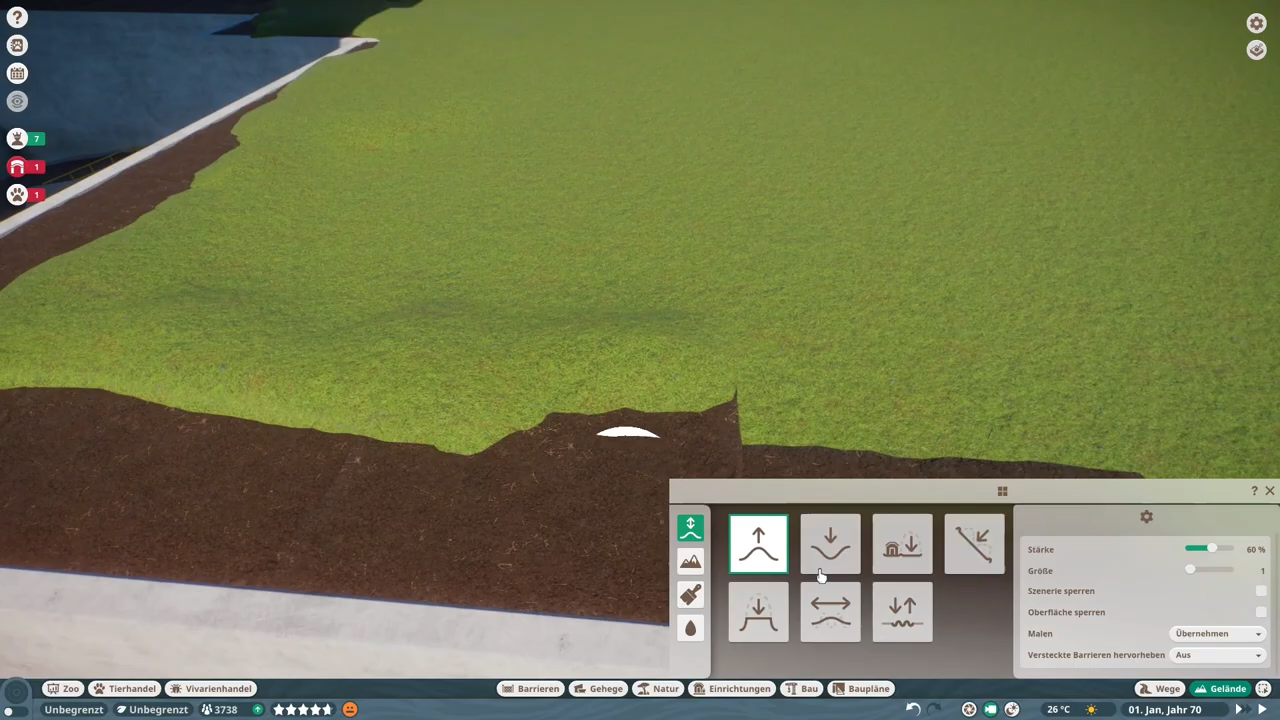 ?
7
1
1
?
Stärke 60 %
Größe 1
Szenerie sperren
Oberfläche sperren
Malen Übernehmen
Versteckte Barrieren hervorheben Aus
Zoo Tierhandel Vivarienhandel Barrieren Gehege Natur Einrichtungen Bau Baupläne Wege Gelände
Unbegrenzt Unbegrenzt 3738 26 °C 01. Jan, Jahr 70